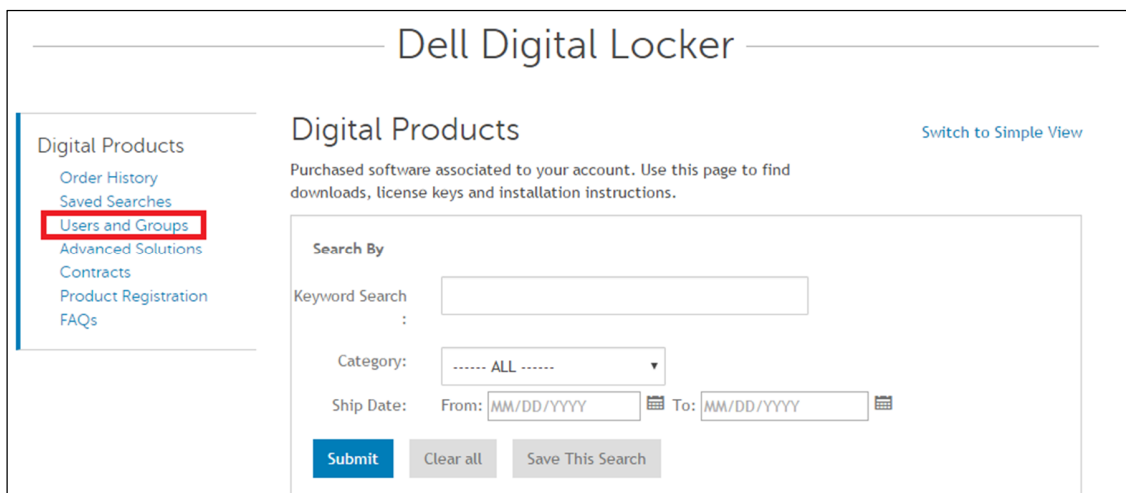 Dell Digital Locker
Digital Products
Order History
Saved Searches
Users and Groups
Advanced Solutions
Contracts
Product Registration
FAQs
Digital Products
Switch to Simple View
Purchased software associated to your account. Use this page to find
downloads, license keys and installation instructions.
Search By
Keyword Search
:
Category:
------ ALL ------
Ship Date:
From: MM/DD/YYYY To: MM/DD/YYYY
Submit
Clear all
Save This Search